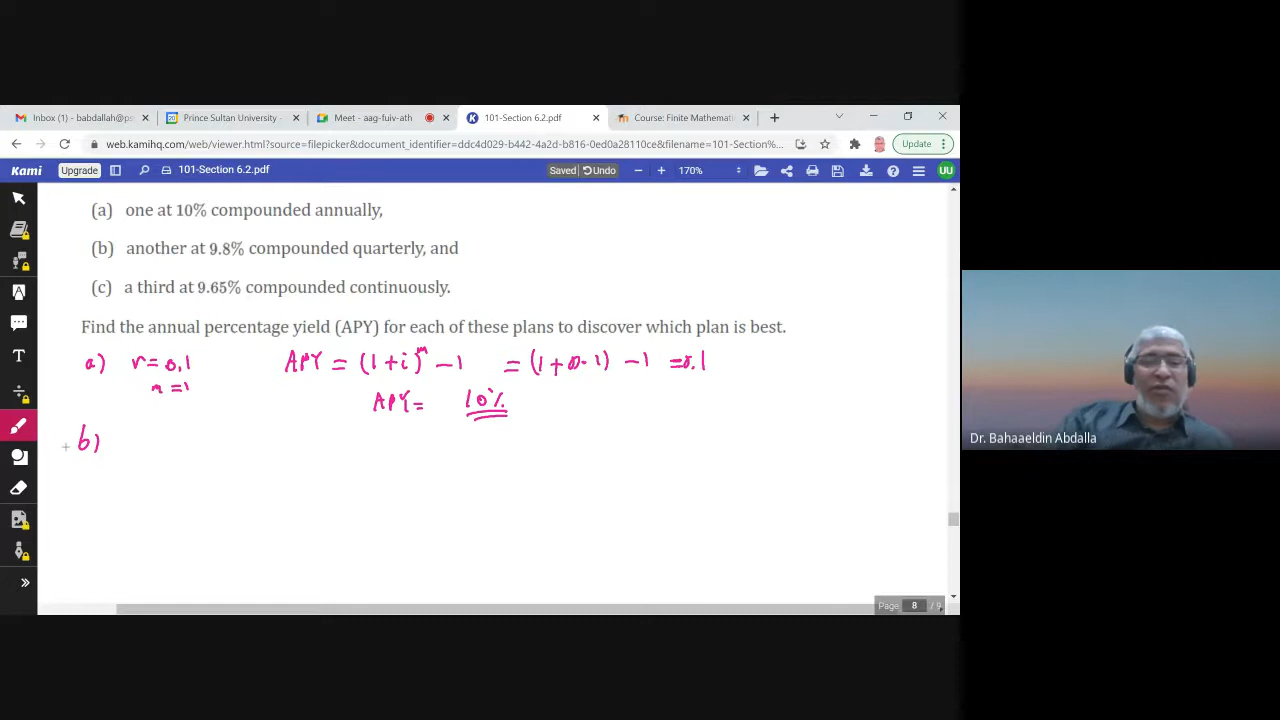 Inbox (1) - babdallah@ps
Prince Sultan University -
Meet - aag-fuiv-ath
101-Section 6.2.pdf
Course: Finite Mathemati
web.kamihq.com/web/viewer.html?source=filepicker&document_identifier=ddc4d029-b442-4a2d-b816-0ed0a28110ce&filename=101-Section%...
Update
Kami
Upgrade
101-Section 6.2.pdf
Saved
Undo
170%
UU
(a) one at 10% compounded annually,
(b) another at 9.8% compounded quarterly, and
(c) a third at 9.65% compounded continuously.
Find the annual percentage yield (APY) for each of these plans to discover which plan is best.
a) r = 0.1 APY = (1 + i)^m - 1 = (1 + 0.1) - 1 = 0.1
m = 1
APY = 10%
b)
Dr. Bahaaeldin Abdalla
Page 8 / 9